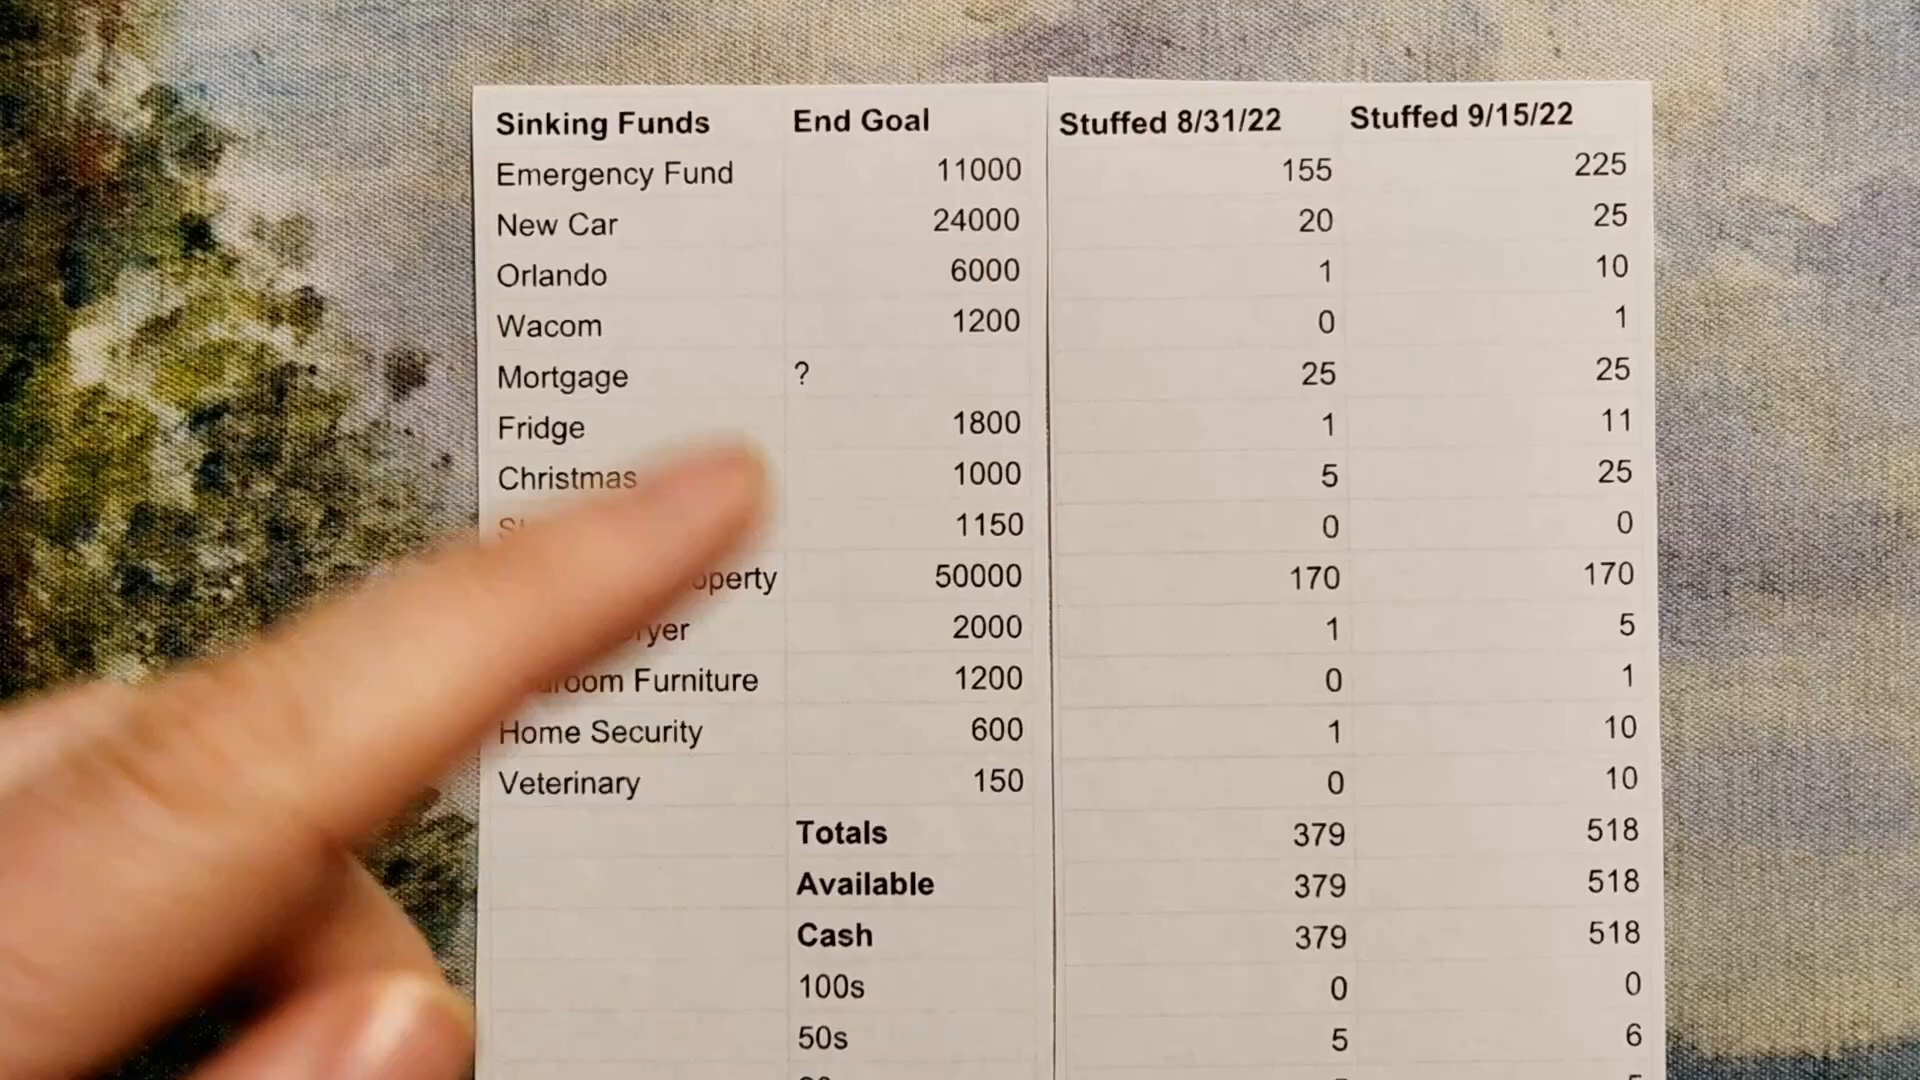 Sinking Funds End Goal Stuffed 8/31/22 Stuffed 9/15/22
Emergency Fund 11000 155 225
New Car 24000 20 25
Orlando 6000 1 10
Wacom 1200 0 1
Mortgage ? 25 25
Fridge 1800 1 11
Christmas 1000 5 25
1150 0 0
50000 170 170
2000 1 5
Furniture 1200 0 1
Home Security 600 1 10
Veterinary 150 0 10
Totals 379 518
Available 379 518
Cash 379 518
100s 0 0
50s 5 6